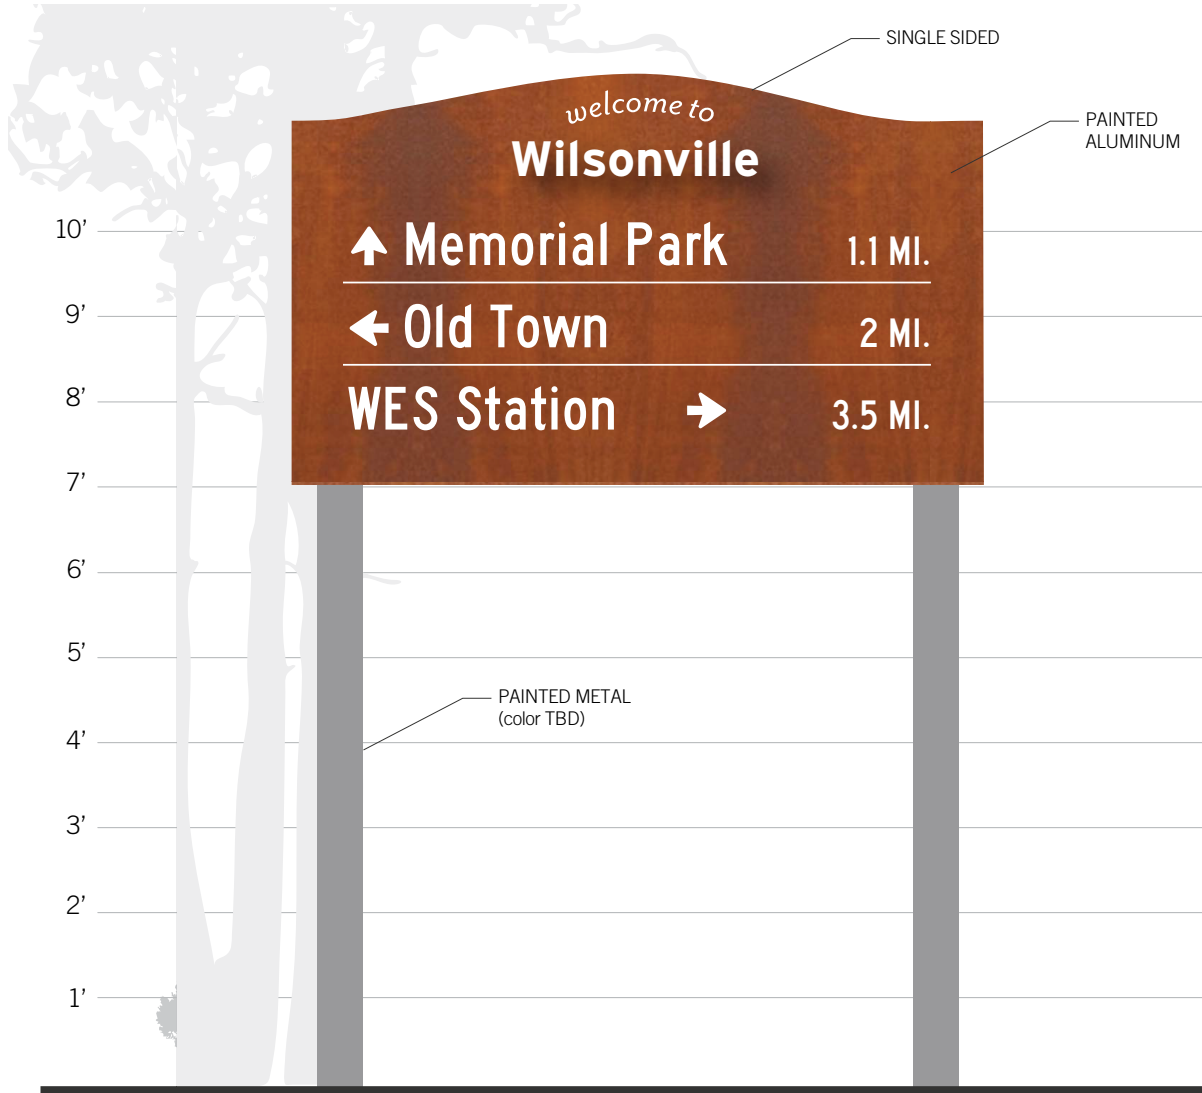 SINGLE SIDED
PAINTED
ALUMINUM
welcome to
Wilsonville
Memorial Park 1.1 MI.
Old Town 2 MI.
WES Station 3.5 MI.
10’
9’
8’
7’
6’
5’
4’
3’
2’
1’
PAINTED METAL
(color TBD)